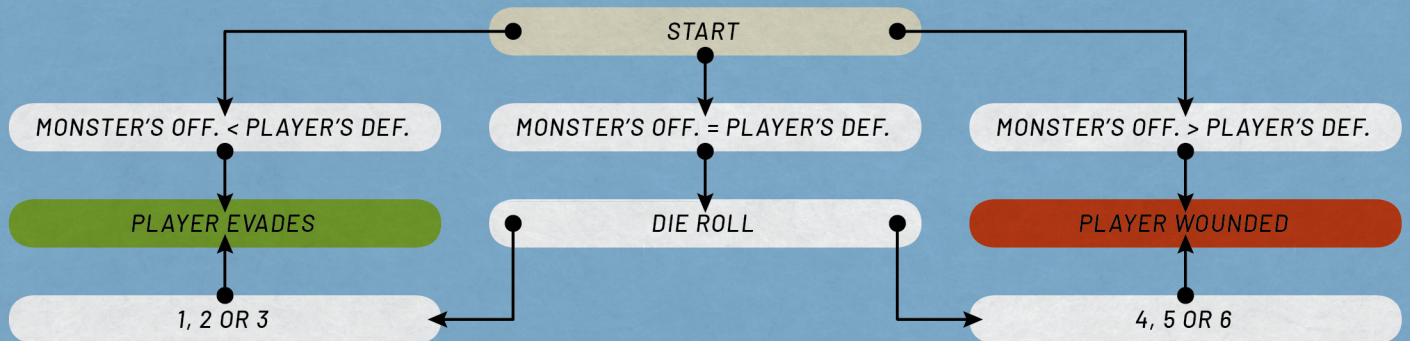 START
MONSTER'S OFF. < PLAYER'S DEF.
MONSTER'S OFF. = PLAYER'S DEF.
MONSTER'S OFF. > PLAYER'S DEF.
PLAYER EVADES
DIE ROLL
PLAYER WOUNDED
1, 2 OR 3
4, 5 OR 6